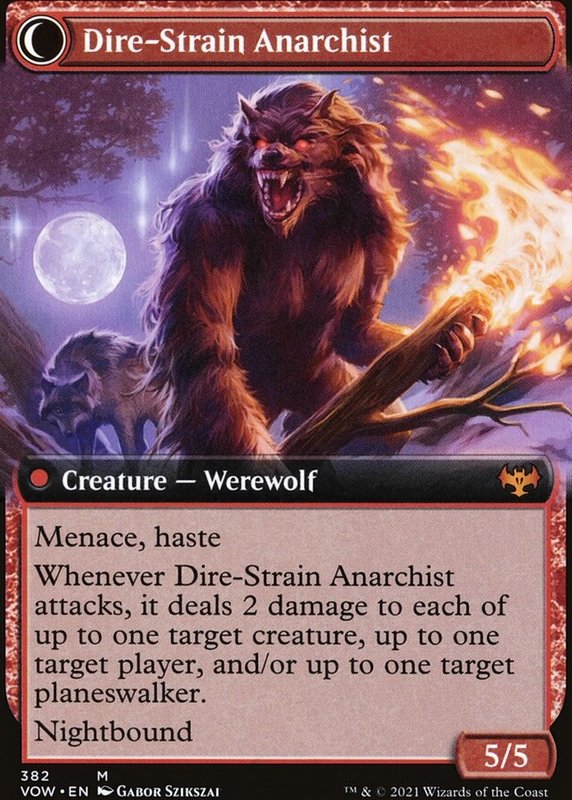 Dire-Strain Anarchist
Creature — Werewolf
Menace, haste
Whenever Dire-Strain Anarchist
attacks, it deals 2 damage to each of
up to one target creature, up to one
target player, and/or up to one target
planeswalker.
Nightbound
5/5
382 M
VOW • EN Gabor Szikszai
™ & © 2021 Wizards of the Coast